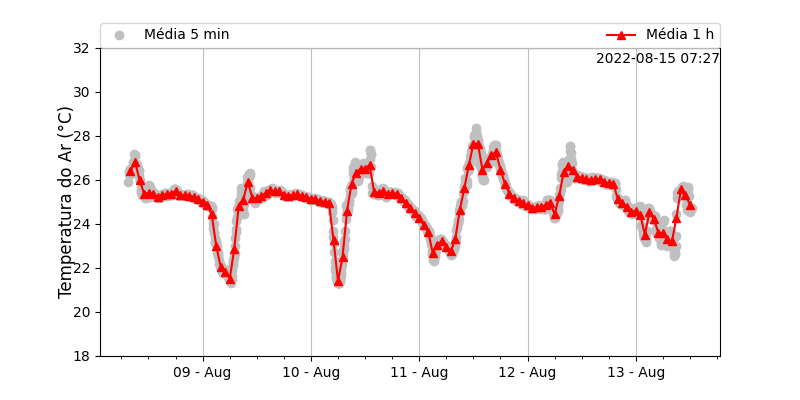 Média 5 min
Média 1 h
2022-08-15 07:27
Temperatura do Ar (°C)
32
30
28
26
24
22
20
18
09 - Aug
10 - Aug
11 - Aug
12 - Aug
13 - Aug